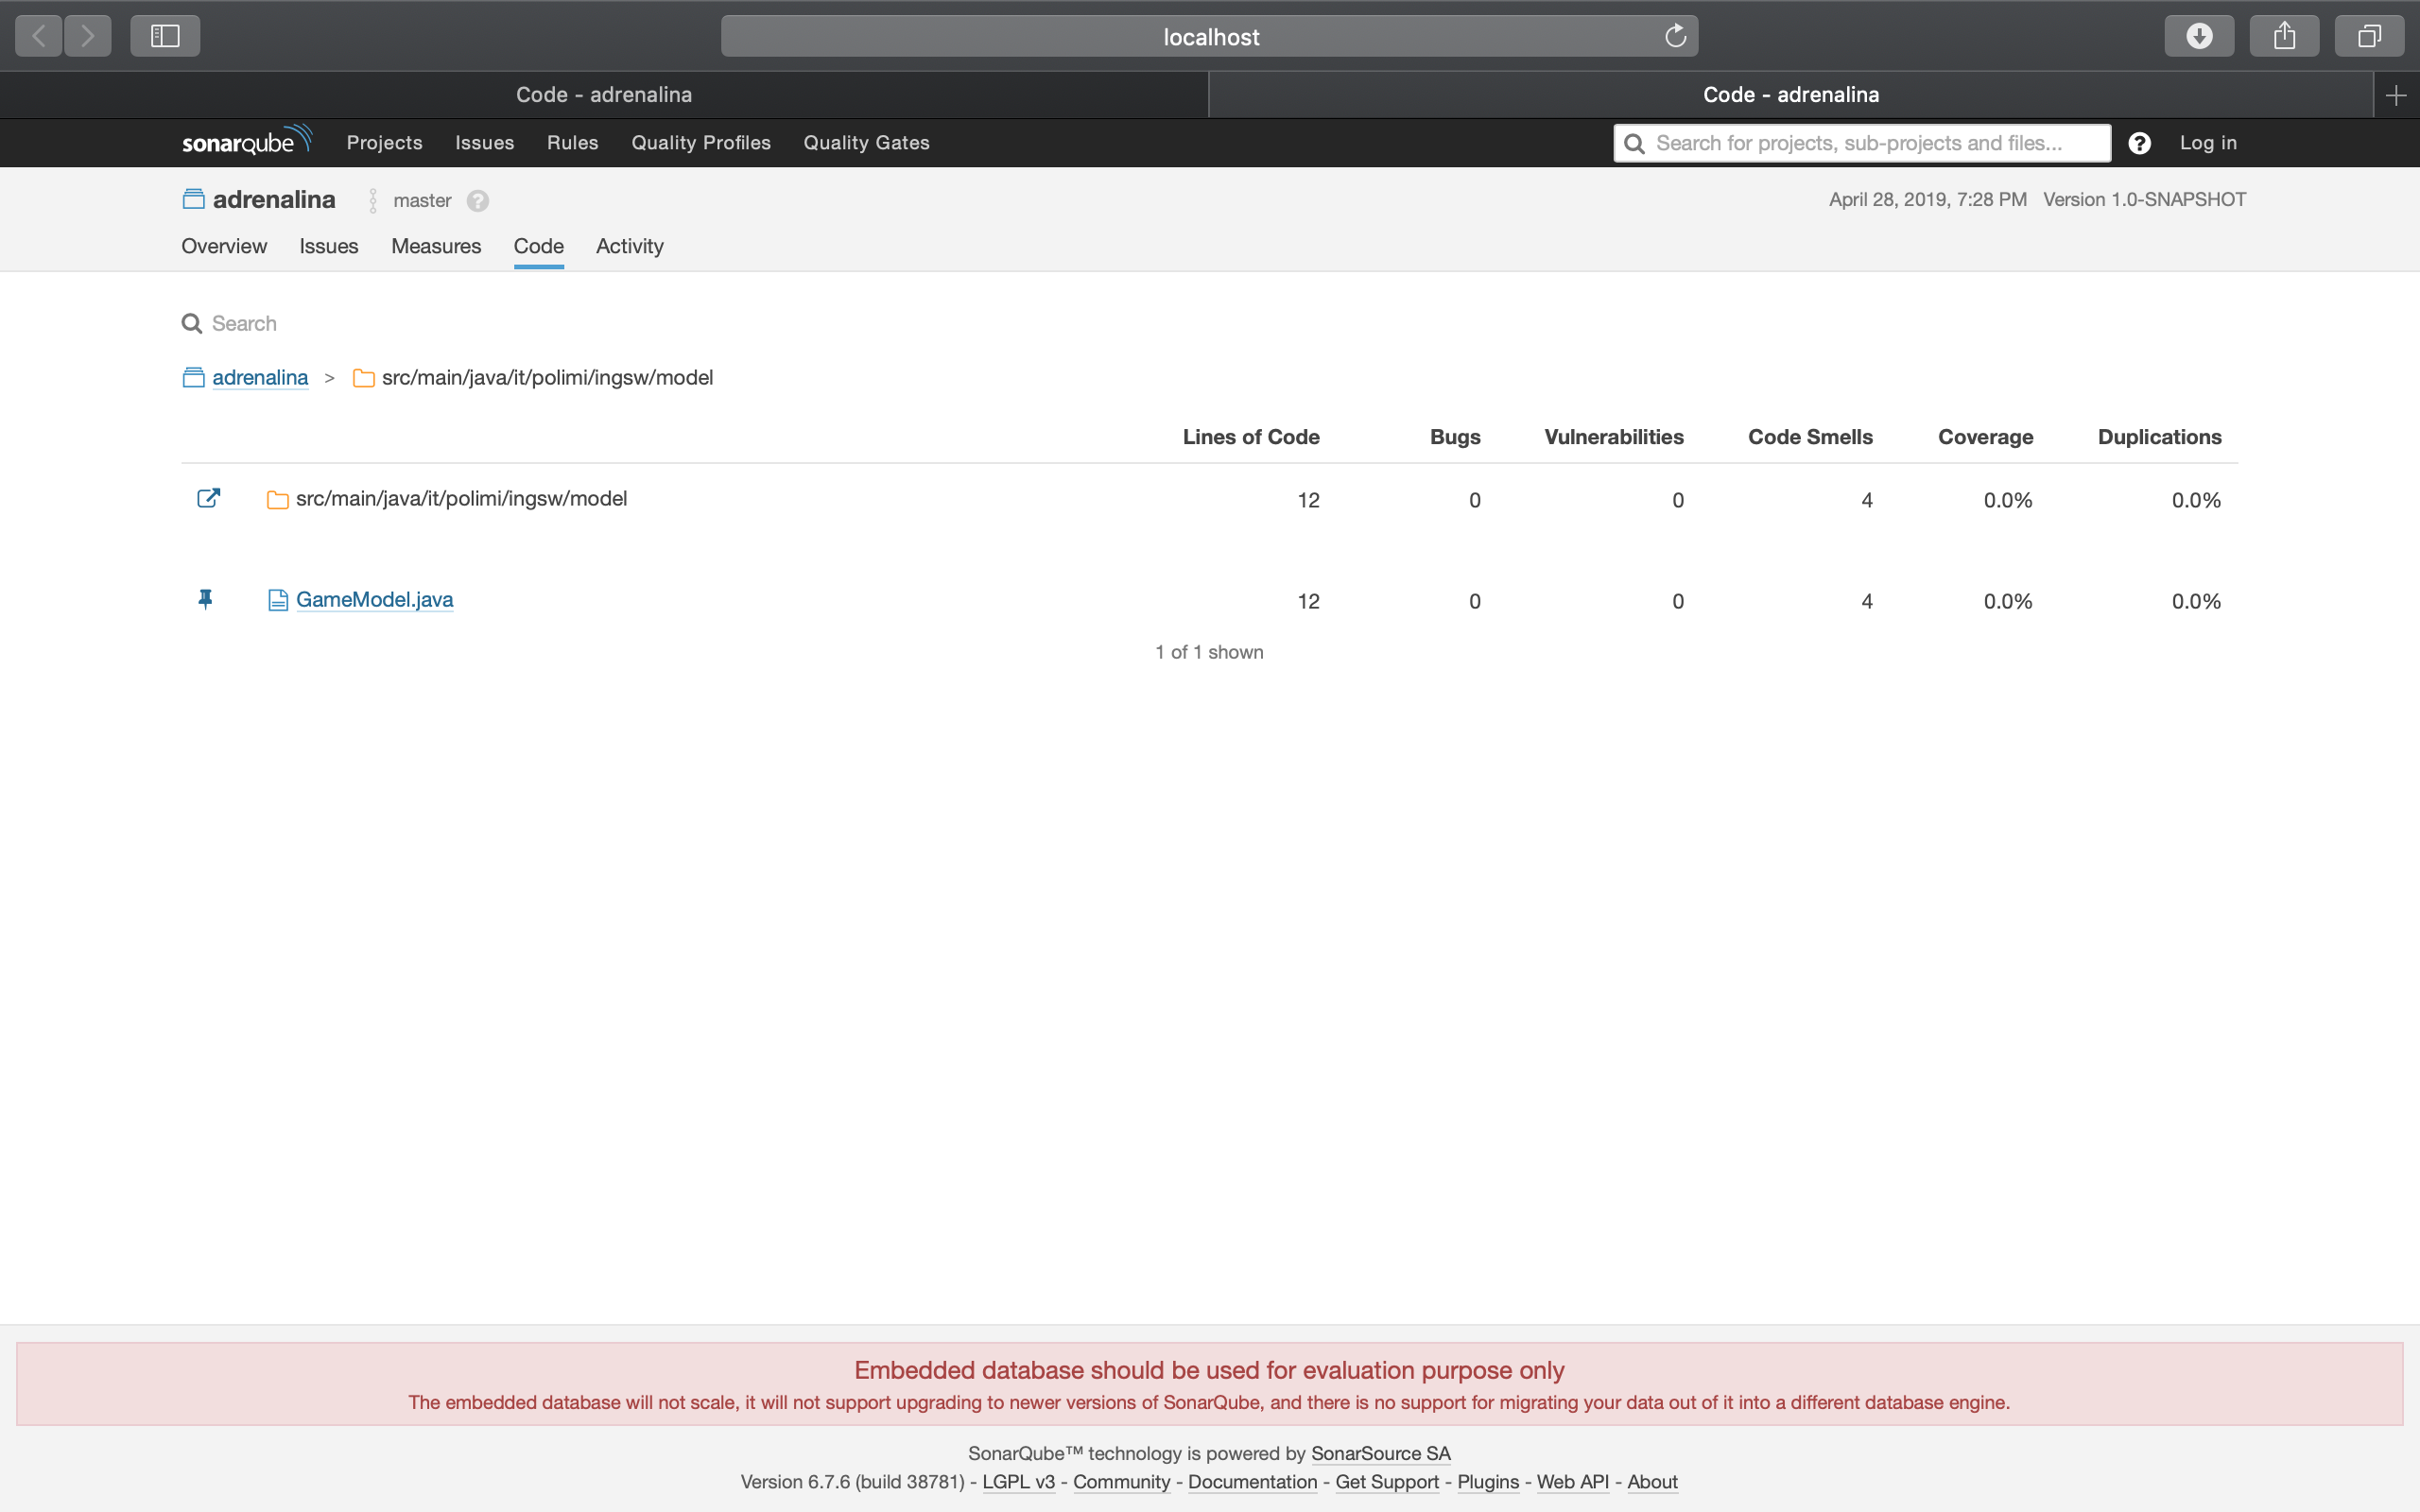 localhost
Code - adrenalina Code - adrenalina
sonarqube Projects Issues Rules Quality Profiles Quality Gates Search for projects, sub-projects and files... Log in
adrenalina master April 28, 2019, 7:28 PM Version 1.0-SNAPSHOT
Overview Issues Measures Code Activity
Search
adrenalina > src/main/java/it/polimi/ingsw/model
Lines of Code Bugs Vulnerabilities Code Smells Coverage Duplications
src/main/java/it/polimi/ingsw/model 12 0 0 4 0.0% 0.0%
GameModel.java 12 0 0 4 0.0% 0.0%
1 of 1 shown
Embedded database should be used for evaluation purpose only
The embedded database will not scale, it will not support upgrading to newer versions of SonarQube, and there is no support for migrating your data out of it into a different database engine.
SonarQube™ technology is powered by SonarSource SA
Version 6.7.6 (build 38781) - LGPL v3 - Community - Documentation - Get Support - Plugins - Web API - About